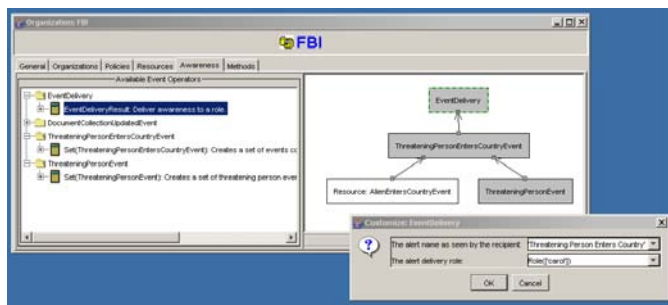 Organization: FBI
FBI
General Organizations Policies Resources Awareness Methods
Available Event Operators
EventDelivery
EventDeliveryResult: Deliver awareness to a role.
DocumentCollectionUpdatedEvent
ThreateningPersonEntersCountryEvent
Set(ThreateningPersonEntersCountryEvent): Creates a set of events co
ThreateningPersonEvent
Set(ThreateningPersonEvent): Creates a set of threatening person ever
EventDelivery
ThreateningPersonEntersCountryEvent
Resource: AlienEntersCountryEvent
ThreateningPersonEvent
Customize: EventDelivery
The alert name as seen by the recipient: 'Threatening Person Enters Country'
The alert delivery role: Role(['carol'])
OK Cancel